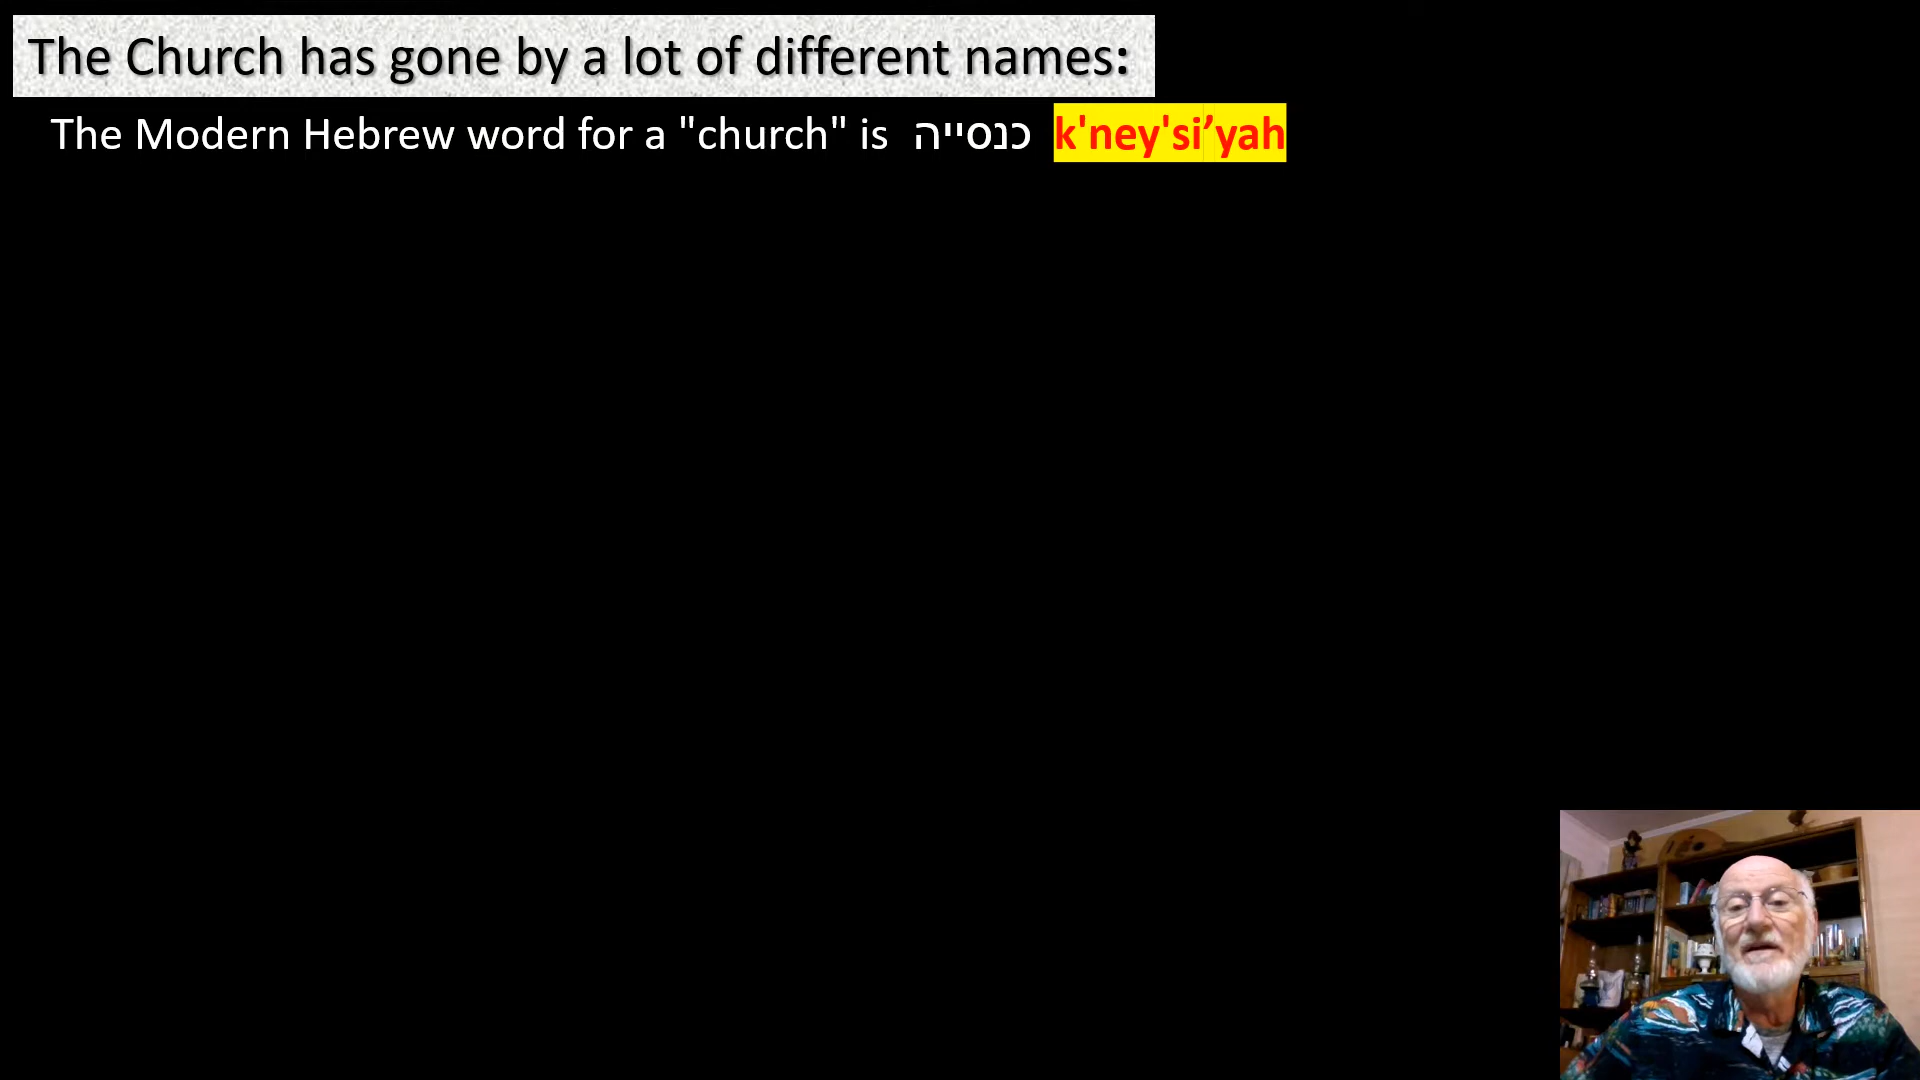 The Church has gone by a lot of different names:
The Modern Hebrew word for a "church" is כנסייה k'ney'si’yah